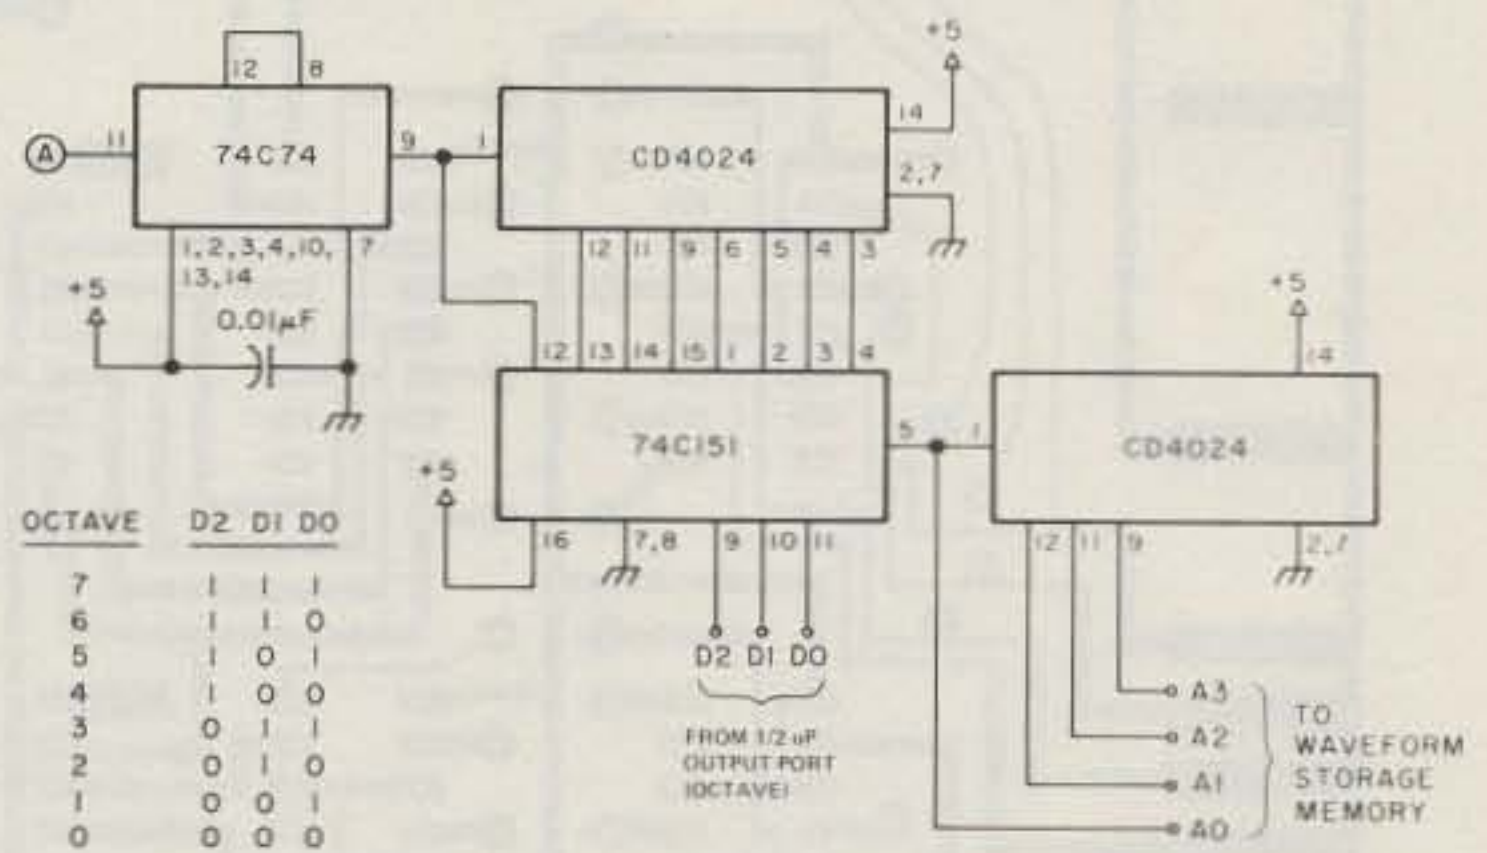 +5
12 8
14
A 11 74C74 9 1 CD4024
2,7
1,2,3,4,10, 7
13,14
12 11 9 6 5 4 3
+5
0.01µF
+5
12 13 14 15 1 2 3 4
14
74C151 5 1 CD4024
+5
16 7,8 9 10 11
12 11 9 2,7
D2 D1 D0
FROM 1/2 uP
OUTPUT PORT
(OCTAVE)
OCTAVE D2 D1 D0
7 1 1 1
6 1 1 0
5 1 0 1
4 1 0 0
3 0 1 1
2 0 1 0
1 0 0 1
0 0 0 0
A3
A2
A1
A0
TO
WAVEFORM
STORAGE
MEMORY